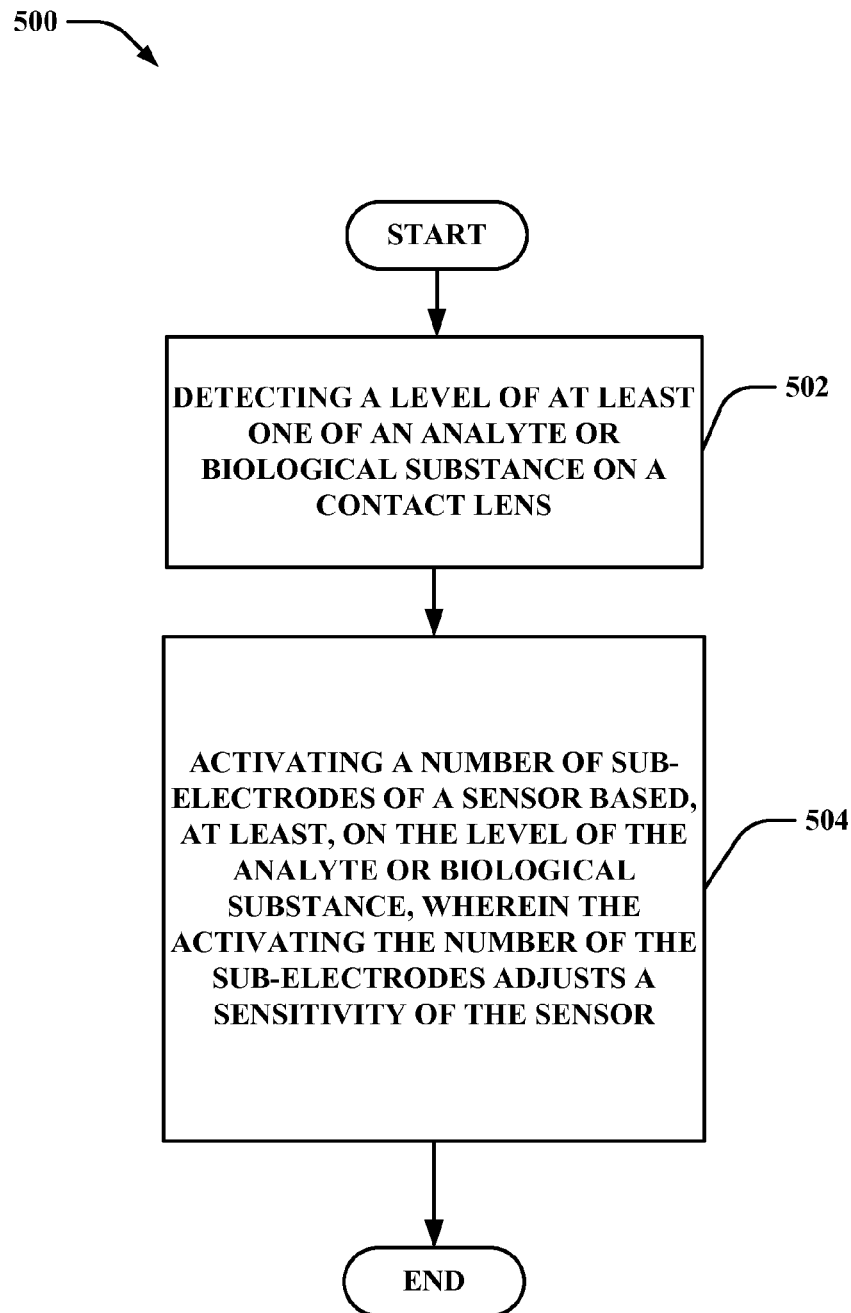 500
START
DETECTING A LEVEL OF AT LEAST
ONE OF AN ANALYTE OR
BIOLOGICAL SUBSTANCE ON A
CONTACT LENS
502
ACTIVATING A NUMBER OF SUB-
ELECTRODES OF A SENSOR BASED,
AT LEAST, ON THE LEVEL OF THE
ANALYTE OR BIOLOGICAL
SUBSTANCE, WHEREIN THE
ACTIVATING THE NUMBER OF THE
SUB-ELECTRODES ADJUSTS A
SENSITIVITY OF THE SENSOR
504
END